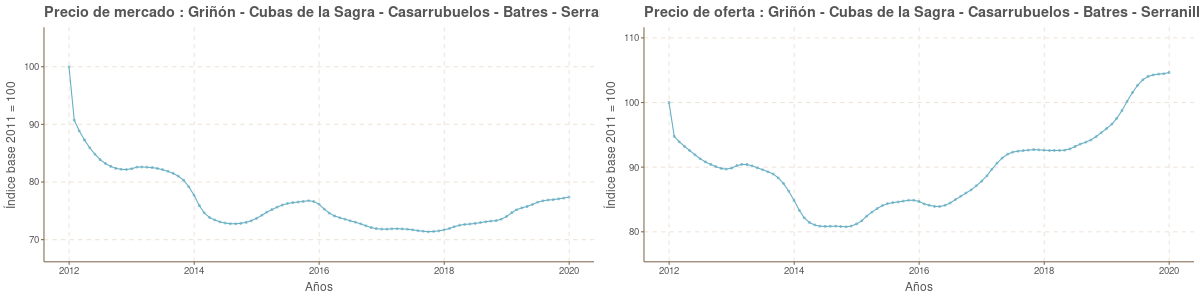 Precio de mercado : Griñón - Cubas de la Sagra - Casarrubuelos - Batres - Serra
Índice base 2011 = 100
100
90
80
70
2012 2014 2016 2018 2020
Años
Precio de oferta : Griñón - Cubas de la Sagra - Casarrubuelos - Batres - Serranill
Índice base 2011 = 100
110
100
90
80
2012 2014 2016 2018 2020
Años